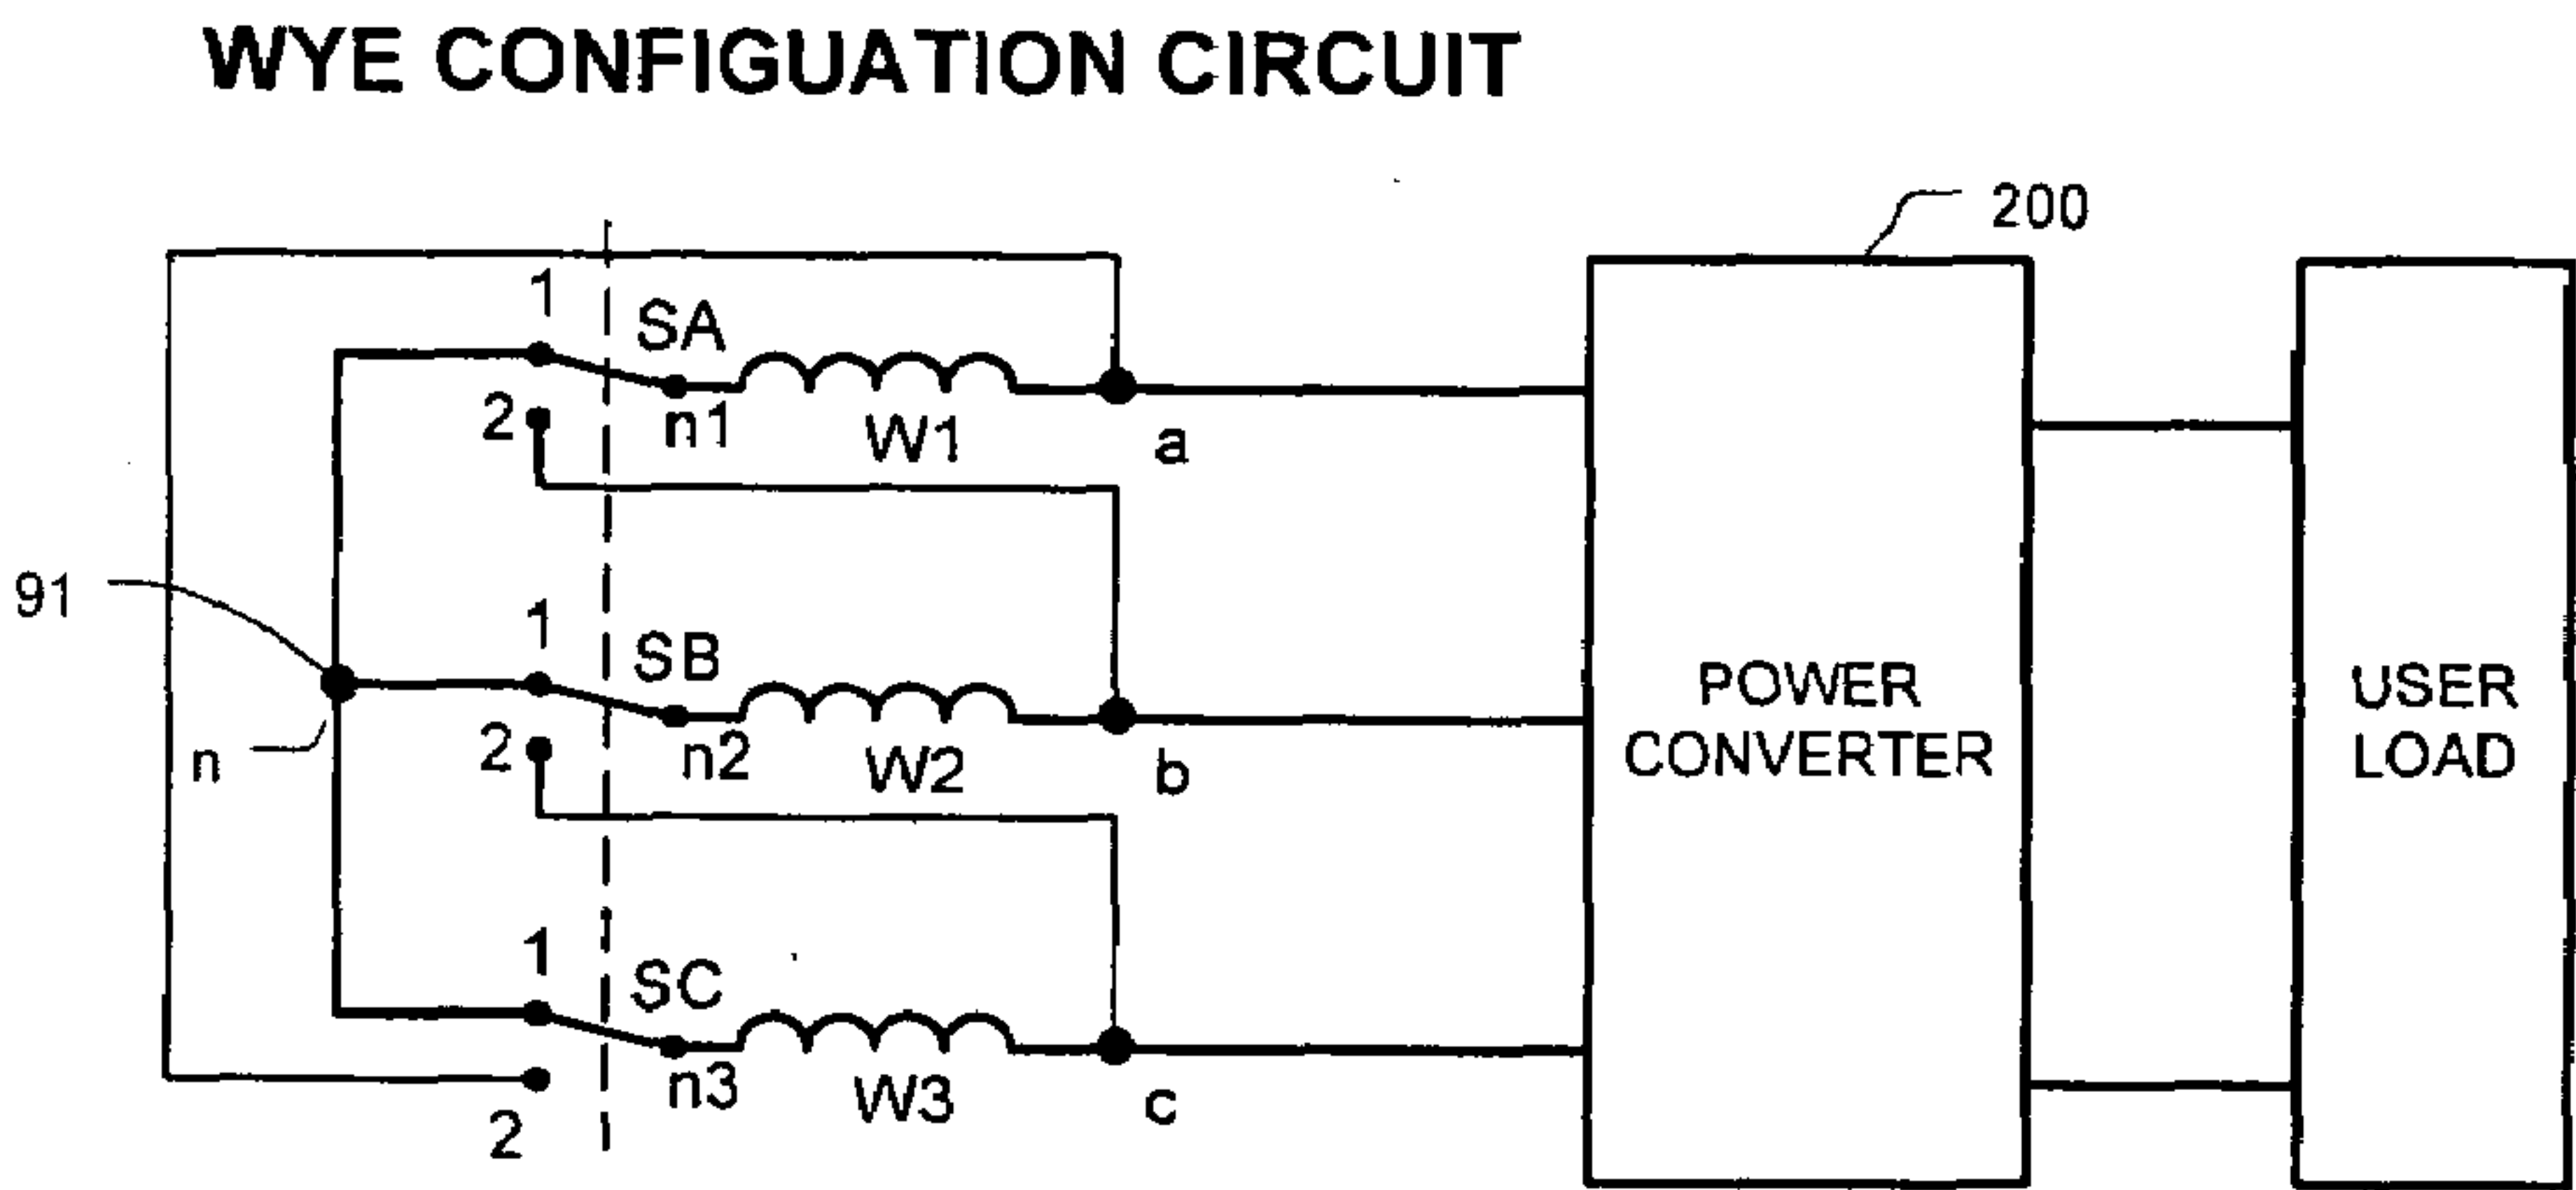 WYE CONFIGUATION CIRCUIT
200
1
SA
2
n1
W1
a
91
1
SB
2
n
n2
W2
b
POWER
CONVERTER
USER
LOAD
1
SC
n3
W3
c
2